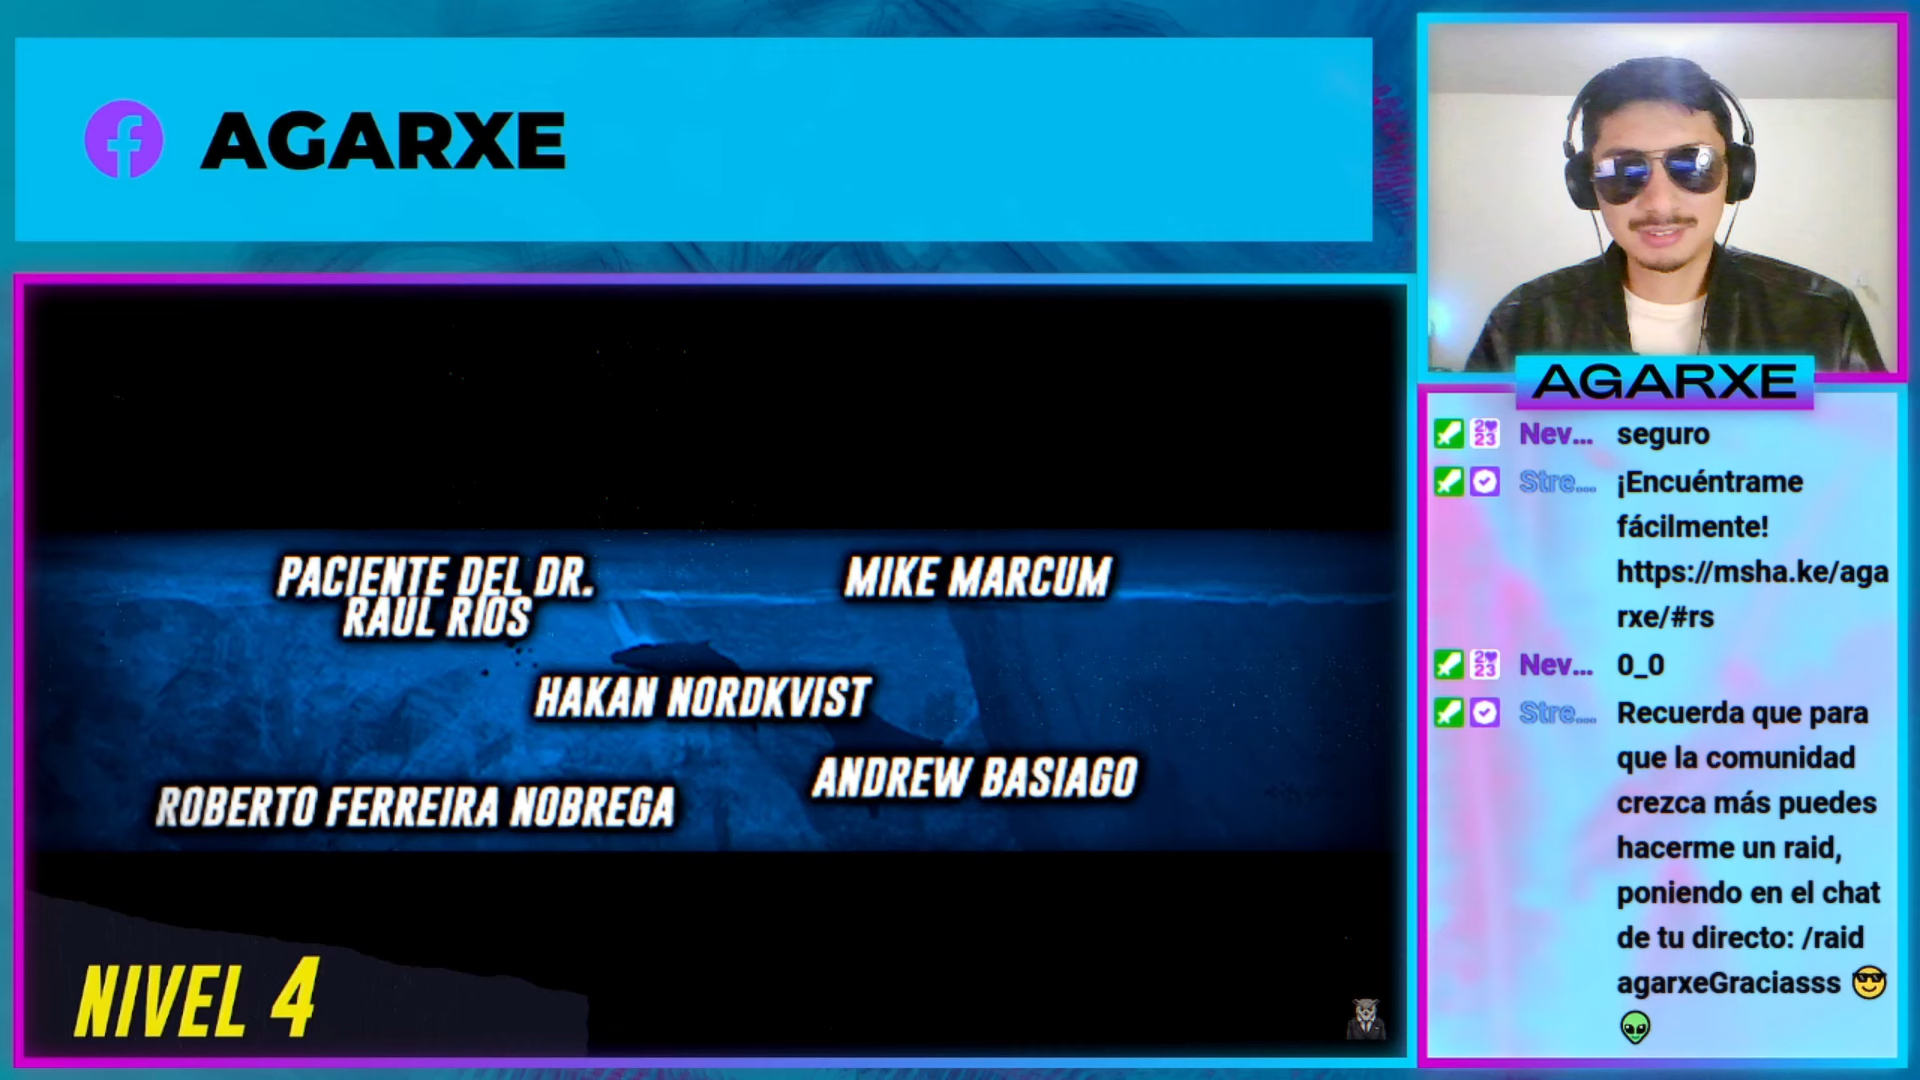 AGARXE
PACIENTE DEL DR.
RAUL RÍOS
MIKE MARCUM
HAKAN NORDKVIST
ANDREW BASIAGO
ROBERTO FERREIRA NOBREGA
NIVEL 4
AGARXE
Nev... seguro
Stre... ¡Encuéntrame
fácilmente!
https://msha.ke/aga
rxe/#rs
Nev... 0_0
Stre... Recuerda que para
que la comunidad
crezca más puedes
hacerme un raid,
poniendo en el chat
de tu directo: /raid
agarxeGraciasss 😎
👽